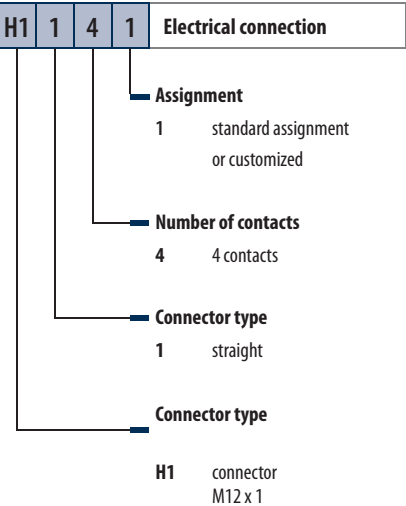 H1 1 4 1 Electrical connection
Assignment
1 standard assignment
or customized
Number of contacts
4 4 contacts
Connector type
1 straight
Connector type
H1 connector
M12 x 1